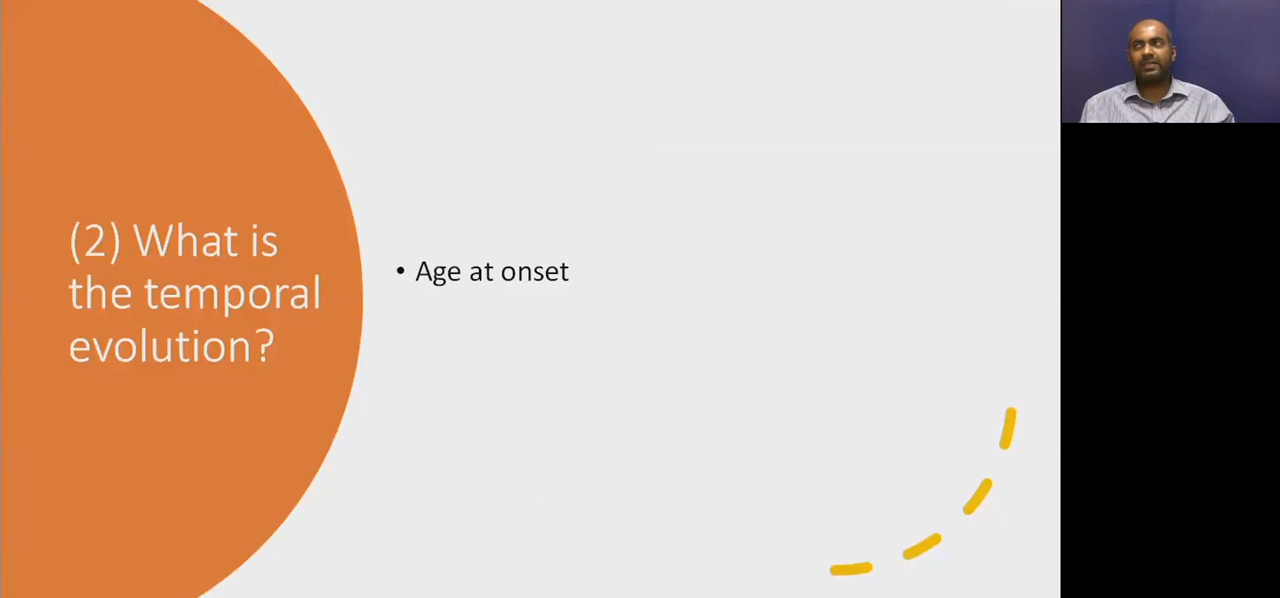 (2) What is
the temporal
evolution?
• Age at onset